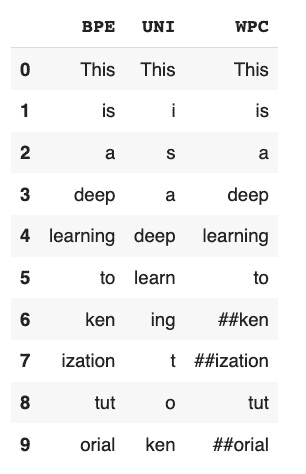 BPE UNI WPC
0 This This This
1 is i is
2 a s a
3 deep a deep
4 learning deep learning
5 to learn to
6 ken ing ##ken
7 ization t ##ization
8 tut o tut
9 orial ken ##orial